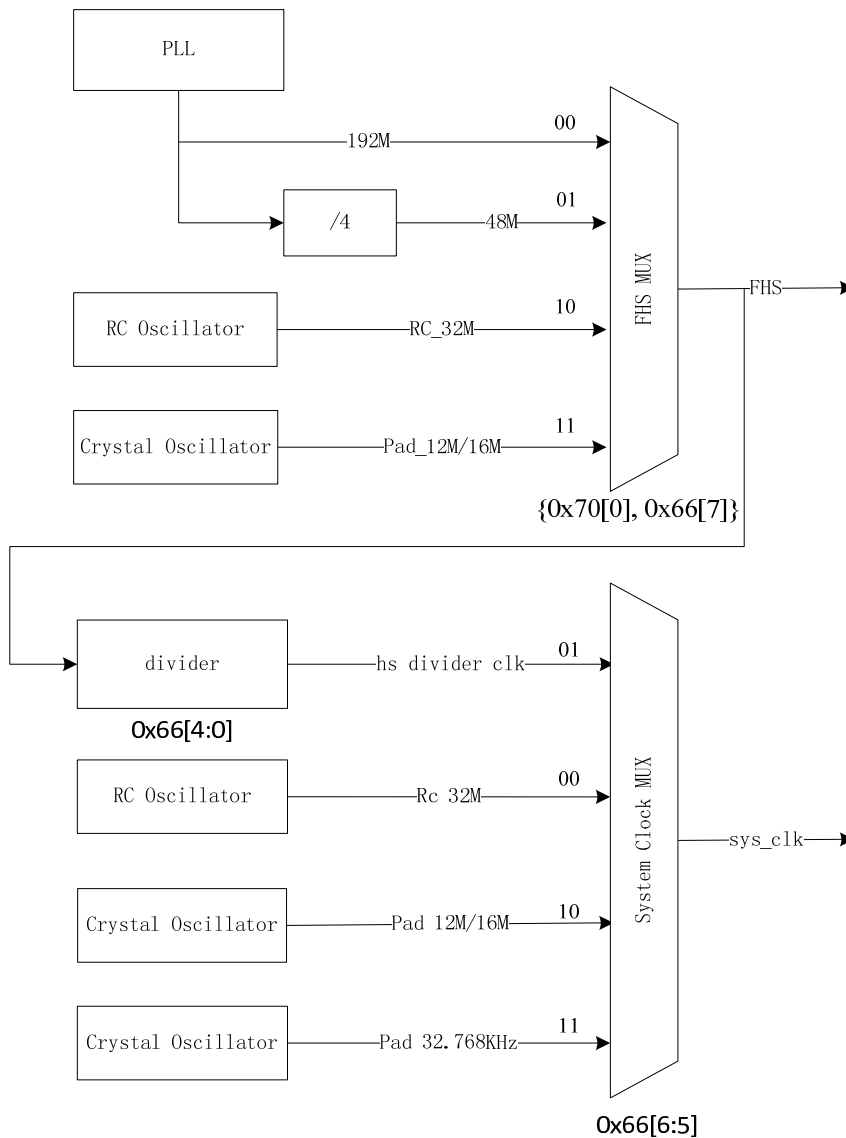 PLL
00
192M
01
/4
48M
FHS MUX
FHS
10
RC Oscillator
RC_32M
11
Crystal Oscillator
Pad_12M/16M
{0x70[0], 0x66[7]}
01
divider
hs divider clk
0x66[4:0]
00
RC Oscillator
Rc 32M
System Clock MUX
sys_clk
10
Crystal Oscillator
Pad 12M/16M
11
Crystal Oscillator
Pad 32.768KHz
0x66[6:5]